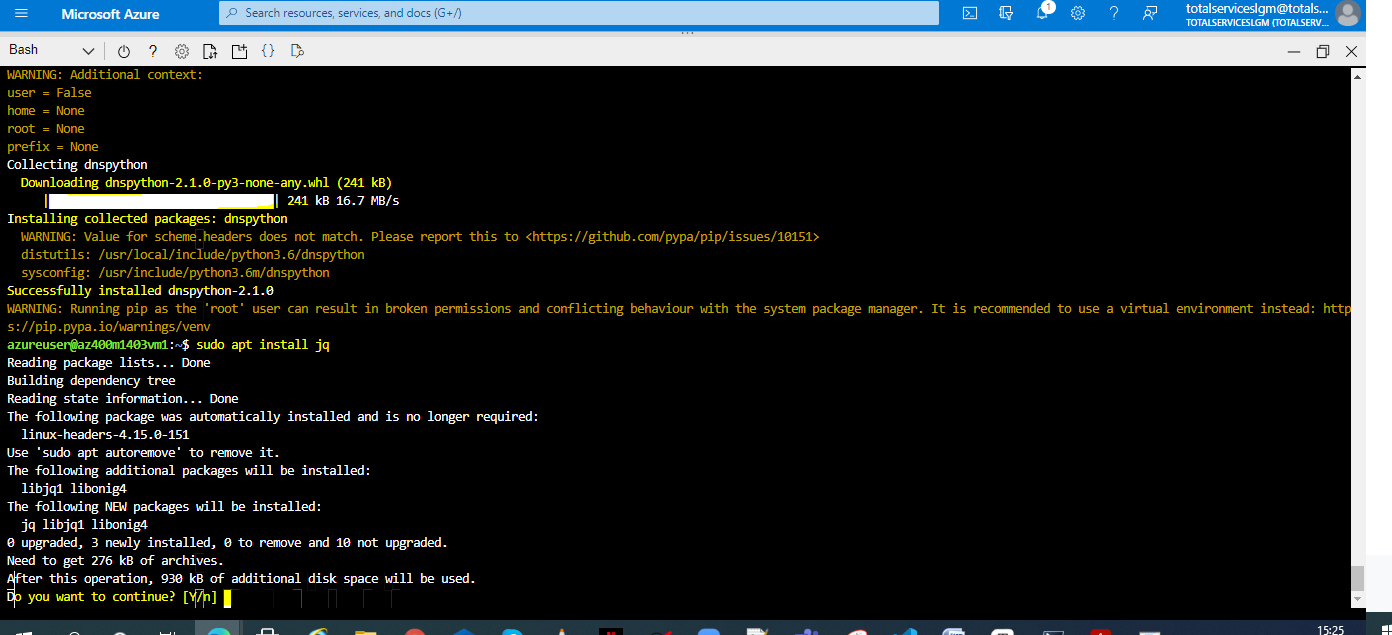 Microsoft Azure
Search resources, services, and docs (G+/)
1
totalserviceslgm@totals...
TOTALSERVICESLGM (TOTALSERV...
Bash
WARNING: Additional context:
user = False
home = None
root = None
prefix = None
Collecting dnspython
Downloading dnspython-2.1.0-py3-none-any.whl (241 kB)
241 kB 16.7 MB/s
Installing collected packages: dnspython
WARNING: Value for scheme.headers does not match. Please report this to <https://github.com/pypa/pip/issues/10151>
distutils: /usr/local/include/python3.6/dnspython
sysconfig: /usr/include/python3.6m/dnspython
Successfully installed dnspython-2.1.0
WARNING: Running pip as the 'root' user can result in broken permissions and conflicting behaviour with the system package manager. It is recommended to use a virtual environment instead: http
s://pip.pypa.io/warnings/venv
azureuser@az400m1403vm1:~$ sudo apt install jq
Reading package lists... Done
Building dependency tree
Reading state information... Done
The following package was automatically installed and is no longer required:
linux-headers-4.15.0-151
Use 'sudo apt autoremove' to remove it.
The following additional packages will be installed:
libjq1 libonig4
The following NEW packages will be installed:
jq libjq1 libonig4
0 upgraded, 3 newly installed, 0 to remove and 10 not upgraded.
Need to get 276 kB of archives.
After this operation, 930 kB of additional disk space will be used.
Do you want to continue? [Y/n]
15:25